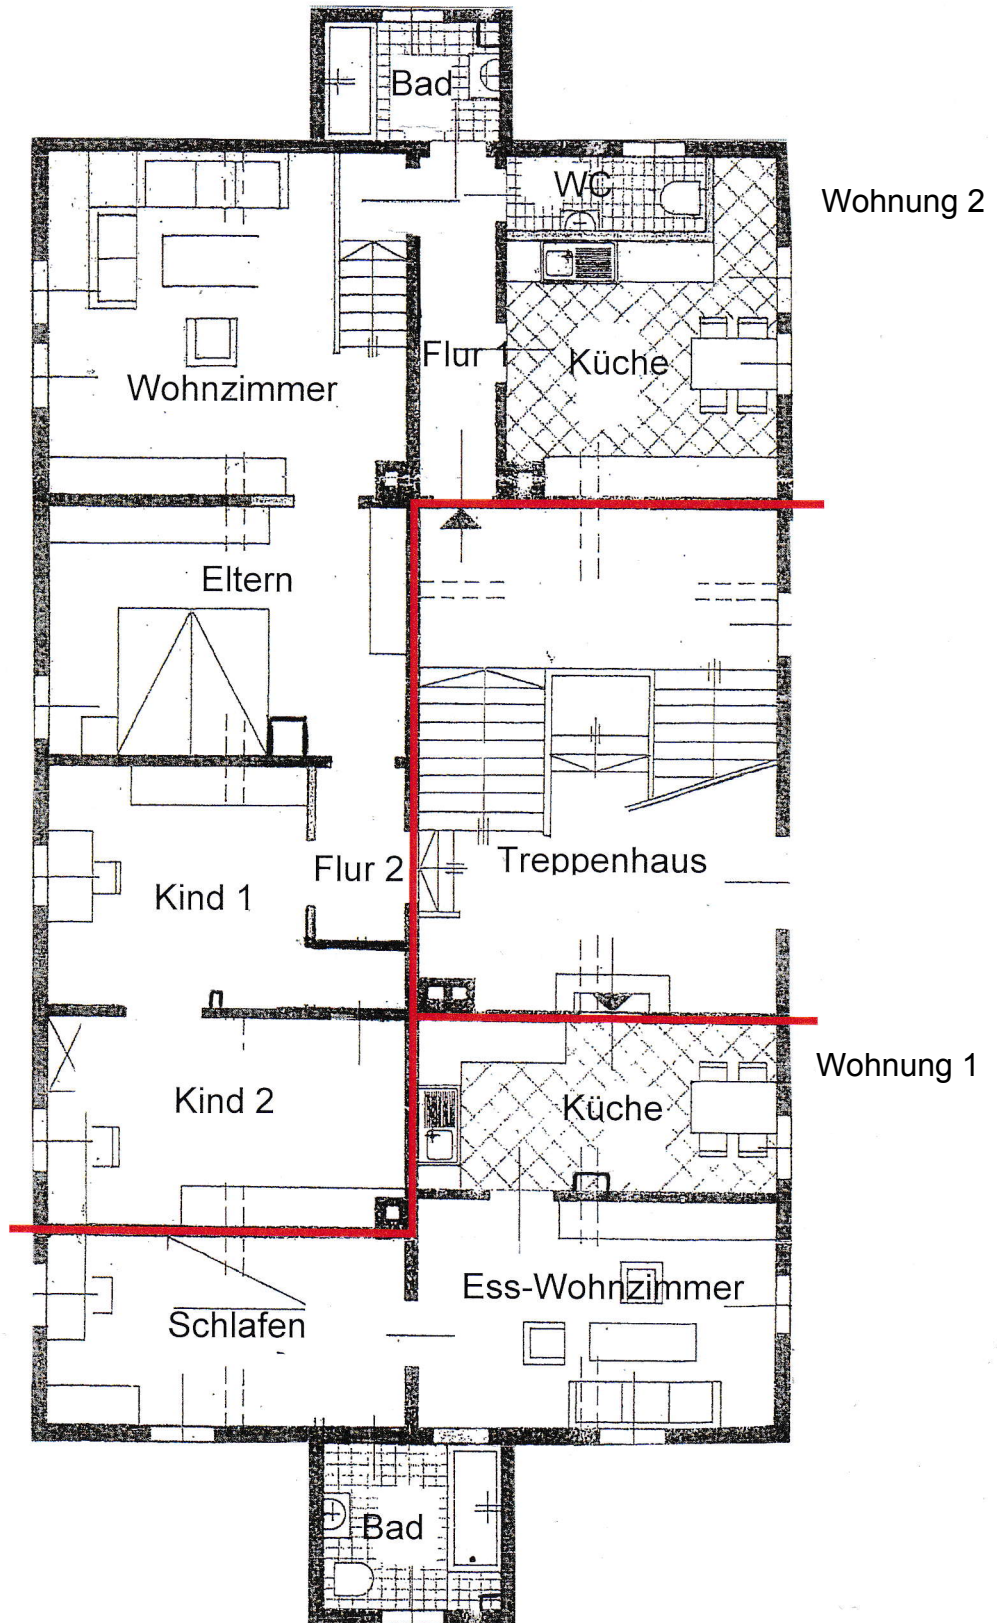 Bad
WC
Wohnung 2
Flur 1
Küche
Wohnzimmer
Eltern
Treppenhaus
Flur 2
Kind 1
Wohnung 1
Kind 2
Küche
Ess-Wohnzimmer
Schlafen
Bad